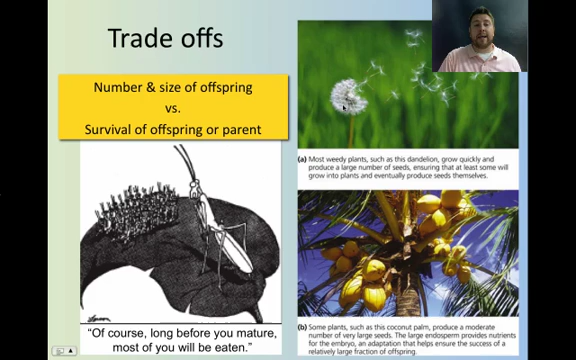 Trade offs
Number & size of offspring
vs.
Survival of offspring or parent
"Of course, long before you mature,
most of you will be eaten."
(a) Most weedy plants, such as this dandelion, grow quickly and
produce a large number of seeds, ensuring that at least some will
grow into plants and eventually produce seeds themselves.
(b) Some plants, such as this coconut palm, produce a moderate
number of very large seeds. The large endosperm provides nutrients
for the embryo, an adaptation that helps ensure the success of a
relatively large fraction of offspring.